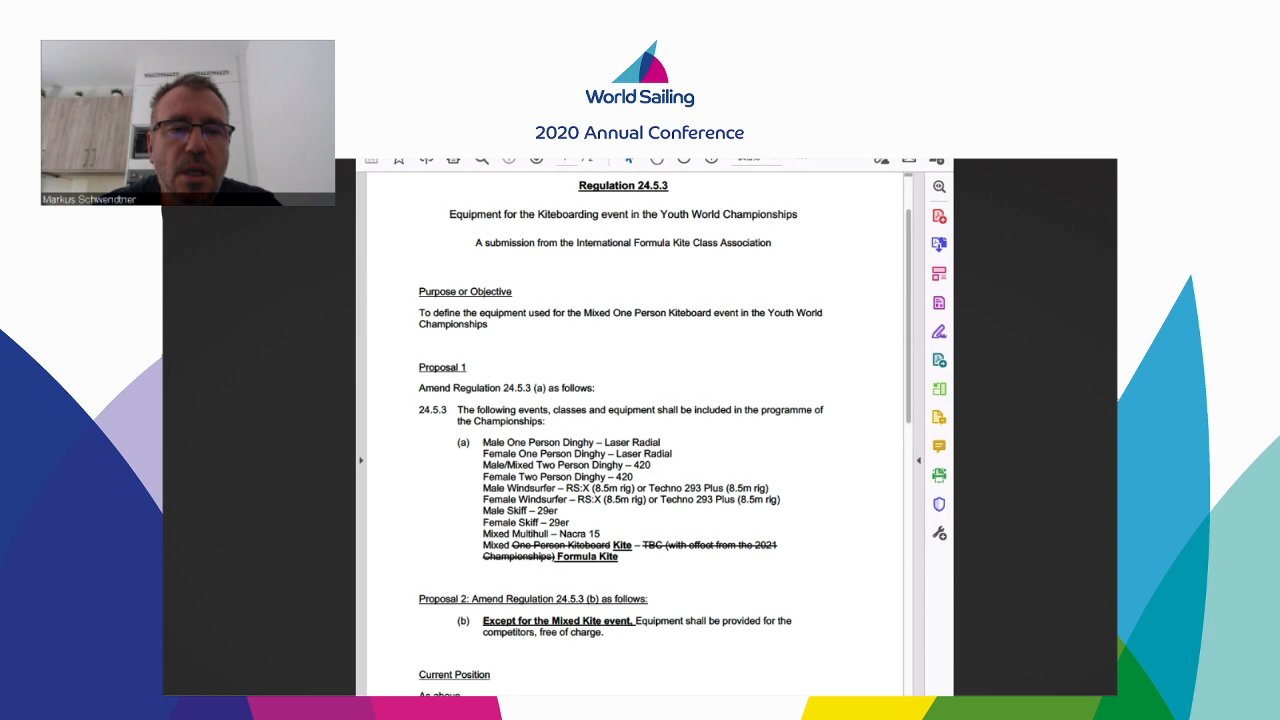 World Sailing
2020 Annual Conference
Markus Schwendtner
Regulation 24.5.3
Equipment for the Kiteboarding event in the Youth World Championships
A submission from the International Formula Kite Class Association
Purpose or Objective
To define the equipment used for the Mixed One Person Kiteboard event in the Youth World
Championships
Proposal 1
Amend Regulation 24.5.3 (a) as follows:
24.5.3 The following events, classes and equipment shall be included in the programme of
the Championships:
(a) Male One Person Dinghy – Laser Radial
Female One Person Dinghy – Laser Radial
Male/Mixed Two Person Dinghy – 420
Female Two Person Dinghy – 420
Male Windsurfer – RS:X (8.5m rig) or Techno 293 Plus (8.5m rig)
Female Windsurfer – RS:X (8.5m rig) or Techno 293 Plus (8.5m rig)
Male Skiff – 29er
Female Skiff – 29er
Mixed Multihull – Nacra 15
Mixed One Person Kiteboard Kite – TBC (with effect from the 2021
Championships) Formula Kite
Proposal 2: Amend Regulation 24.5.3 (b) as follows:
(b) Except for the Mixed Kite event, Equipment shall be provided for the
competitors, free of charge.
Current Position
As above